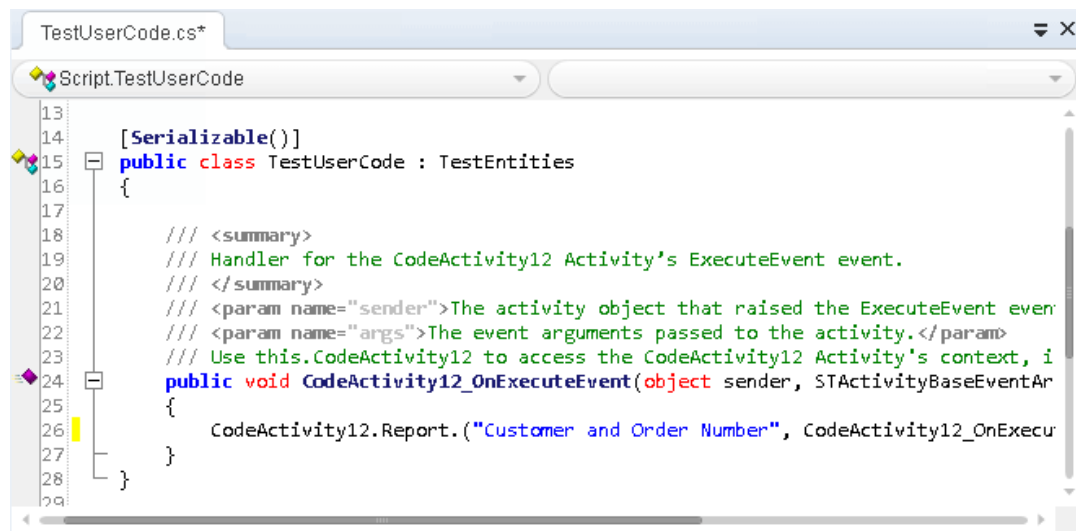 TestUserCode.cs*
Script.TestUserCode
13
14 [Serializable()]
15 public class TestUserCode : TestEntities
16 {
17
18 /// <summary>
19 /// Handler for the CodeActivity12 Activity’s ExecuteEvent event.
20 /// </summary>
21 /// <param name="sender">The activity object that raised the ExecuteEvent even
22 /// <param name="args">The event arguments passed to the activity.</param>
23 /// Use this.CodeActivity12 to access the CodeActivity12 Activity's context, i
24 public void CodeActivity12_OnExecuteEvent(object sender, STActivityBaseEventAr
25 {
26 CodeActivity12.Report.("Customer and Order Number", CodeActivity12_OnExecu
27 }
28 }
29